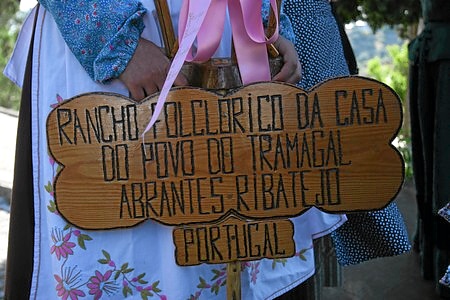 RANCHO FOLCLORICO DA CASA
DO POVO DO TRAMAGAL
ABRANTES-RIBATEJO
PORTUGAL